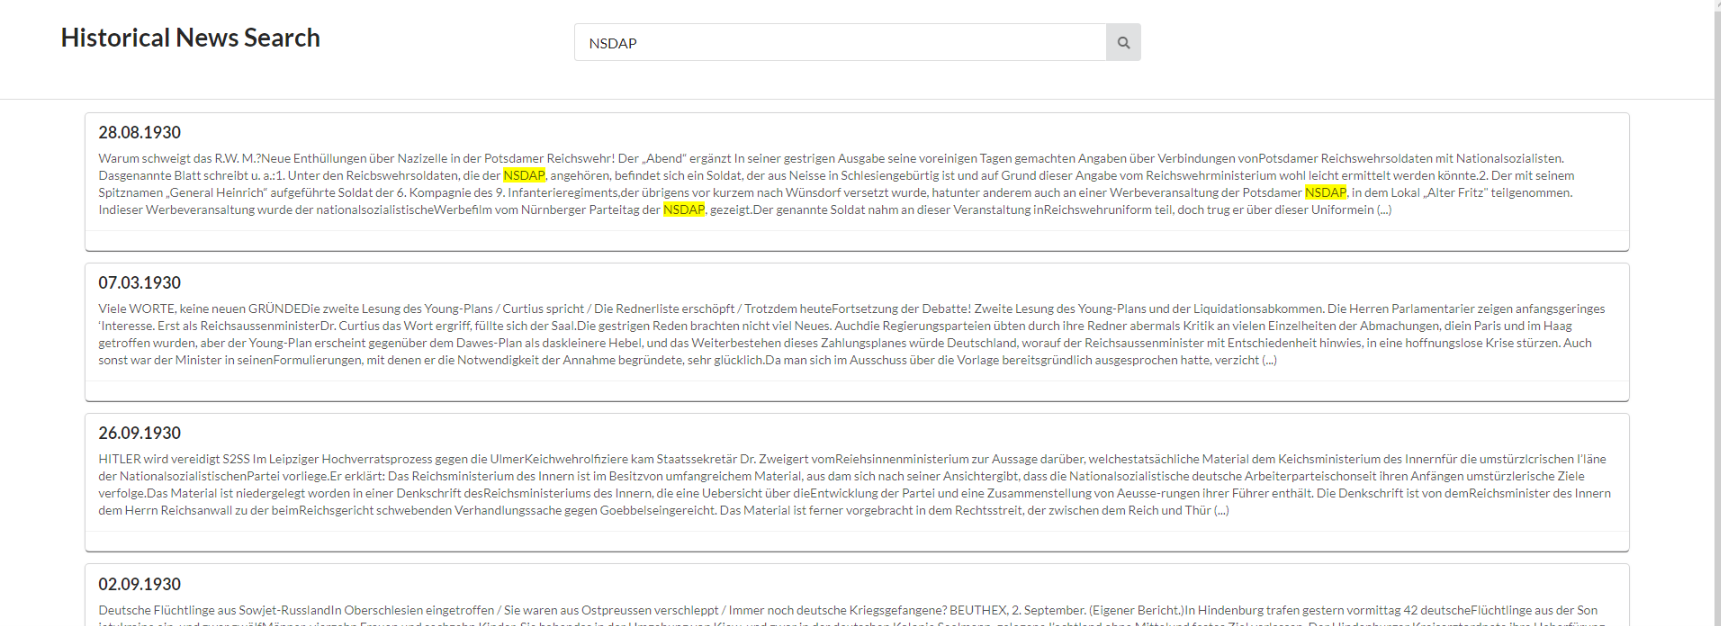 Historical News Search
NSDAP
28.08.1930
Warum schweigt das R.W. M.?Neue Enthüllungen über Nazizelle in der Potsdamer Reichswehr! Der „Abend“ ergänzt In seiner gestrigen Ausgabe seine voreinigen Tagen gemachten Angaben über Verbindungen vonPotsdamer Reichswehrsoldaten mit Nationalsozialisten.
Dasgenannte Blatt schreibt u. a.:1. Unter den Reicbswehrsoldaten, die der NSDAP, angehören, befindet sich ein Soldat, der aus Neisse in Schlesiengebürtig ist und auf Grund dieser Angabe vom Reichswehrministerium wohl leicht ermittelt werden könnte.2. Der mit seinem
Spitznamen „General Heinrich“ aufgeführte Soldat der 6. Kompagnie des 9. Infanterieregiments,der übrigens vor kurzem nach Wünsdorf versetzt wurde, hatunter anderem auch an einer Werbeveransaltung der Potsdamer NSDAP, in dem Lokal „Alter Fritz" teilgenommen.
Indieser Werbeveransaltung wurde der nationalsozialistischeWerbefilm vom Nürnberger Parteitag der NSDAP, gezeigt.Der genannte Soldat nahm an dieser Veranstaltung inReichswehruniform teil, doch trug er über dieser Uniformein (...)
07.03.1930
Viele WORTE, keine neuen GRÜNDEDie zweite Lesung des Young-Plans / Curtius spricht / Die Rednerliste erschöpft / Trotzdem heuteFortsetzung der Debatte! Zweite Lesung des Young-Plans und der Liquidationsabkommen. Die Herren Parlamentarier zeigen anfangsgeringes
'Interesse. Erst als ReichsaussenministerDr. Curtius das Wort ergriff, füllte sich der Saal.Die gestrigen Reden brachten nicht viel Neues. Auchdie Regierungsparteien übten durch ihre Redner abermals Kritik an vielen Einzelheiten der Abmachungen, diein Paris und im Haag
getroffen wurden, aber der Young-Plan erscheint gegenüber dem Dawes-Plan als daskleinere Hebel, und das Weiterbestehen dieses Zahlungsplanes würde Deutschland, worauf der Reichsaussenminister mit Entschiedenheit hinwies, in eine hoffnungslose Krise stürzen. Auch
sonst war der Minister in seinenFormulierungen, mit denen er die Notwendigkeit der Annahme begründete, sehr glücklich.Da man sich im Ausschuss über die Vorlage bereitsgründlich ausgesprochen hatte, verzicht (...)
26.09.1930
HITLER wird vereidigt S2SS Im Leipziger Hochverratsprozess gegen die UlmerKeichwehrolfiziere kam Staatssekretär Dr. Zweigert vomReiehsinnenministerium zur Aussage darüber, welchestatsächliche Material dem Keichsministerium des Innernfür die umstürzlcrischen I'läne
der NationalsozialistischenPartei vorliege.Er erklärt: Das Reichsministerium des Innern ist im Besitzvon umfangreichem Material, aus dam sich nach seiner Ansichtergibt, dass die Nationalsozialistische deutsche Arbeiterparteischonseit ihren Anfängen umstürzlerische Ziele
verfolge.Das Material ist niedergelegt worden in einer Denkschrift desReichsministeriums des Innern, die eine Uebersicht über dieEntwicklung der Partei und eine Zusammenstellung von Aeusse-rungen ihrer Führer enthält. Die Denkschrift ist von demReichsminister des Innern
dem Herrn Reichsanwall zu der beimReichsgericht schwebenden Verhandlungssache gegen Goebbelseingereicht. Das Material ist ferner vorgebracht in dem Rechtsstreit, der zwischen dem Reich und Thür (...)
02.09.1930
Deutsche Flüchtlinge aus Sowjet-RusslandIn Oberschlesien eingetroffen / Sie waren aus Ostpreussen verschleppt / Immer noch deutsche Kriegsgefangene? BEUTHEX, 2. September. (Eigener Bericht.)In Hindenburg trafen gestern vormittag 42 deutscheFlüchtlinge aus der Son